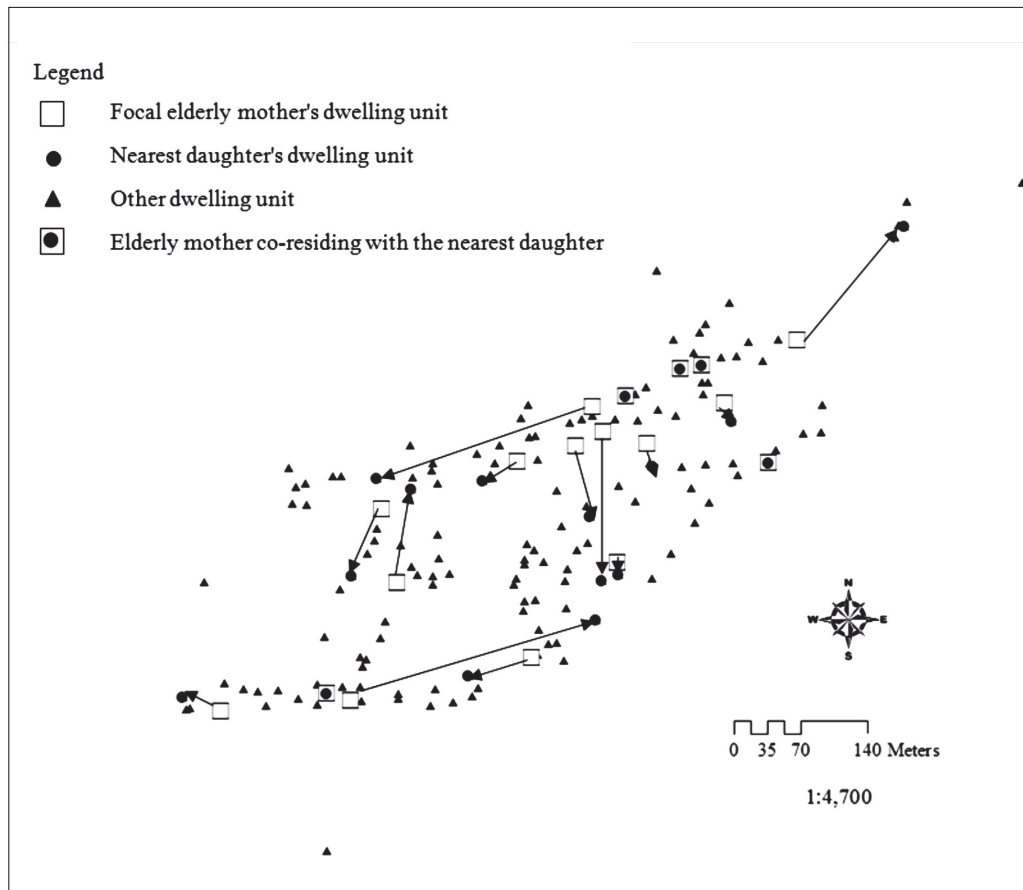 Legend
Focal elderly mother's dwelling unit
Nearest daughter's dwelling unit
Other dwelling unit
Elderly mother co-residing with the nearest daughter
N
W E
S
0 35 70 140 Meters
1:4,700